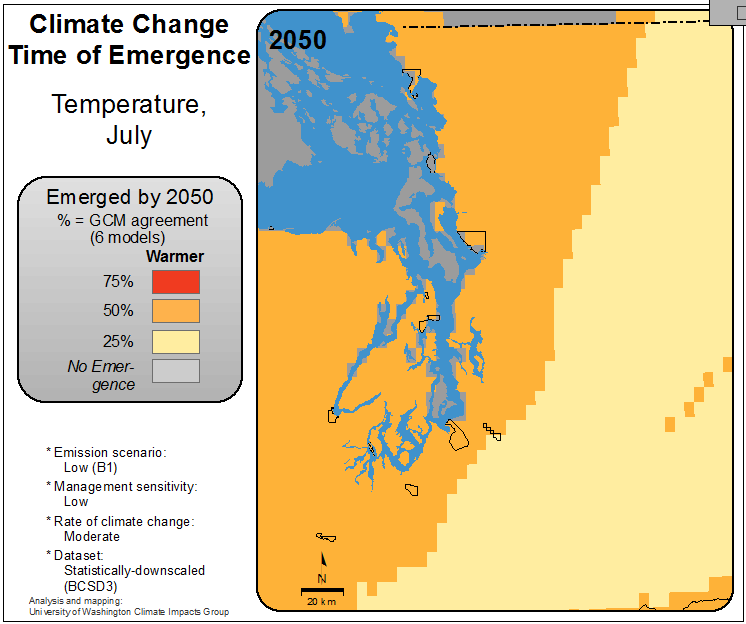 Climate Change
Time of Emergence
Temperature,
July
Emerged by 2050
% = GCM agreement
(6 models)
Warmer
75%
50%
25%
No Emer-
gence
* Emission scenario:
Low (B1)
* Management sensitivity:
Low
* Rate of climate change:
Moderate
* Dataset:
Statistically-downscaled
(BCSD3)
Analysis and mapping:
University of Washington Climate Impacts Group
2050
N
20 km